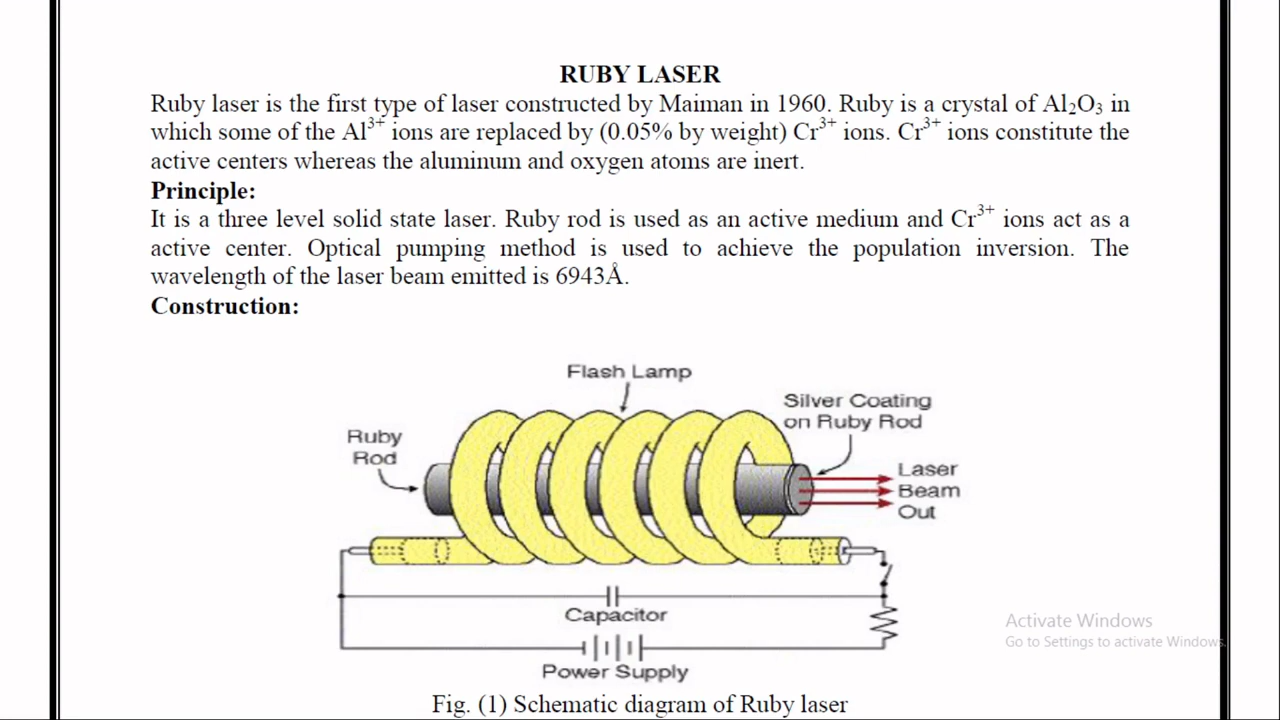 RUBY LASER
Ruby laser is the first type of laser constructed by Maiman in 1960. Ruby is a crystal of Al₂O₃ in
which some of the Al³⁺ ions are replaced by (0.05% by weight) Cr³⁺ ions. Cr³⁺ ions constitute the
active centers whereas the aluminum and oxygen atoms are inert.
Principle:
It is a three level solid state laser. Ruby rod is used as an active medium and Cr³⁺ ions act as a
active center. Optical pumping method is used to achieve the population inversion. The
wavelength of the laser beam emitted is 6943Å.
Construction:
Flash Lamp
Silver Coating
on Ruby Rod
Ruby
Rod
Laser
Beam
Out
Capacitor
Power Supply
Activate Windows
Go to Settings to activate Windows.
Fig. (1) Schematic diagram of Ruby laser